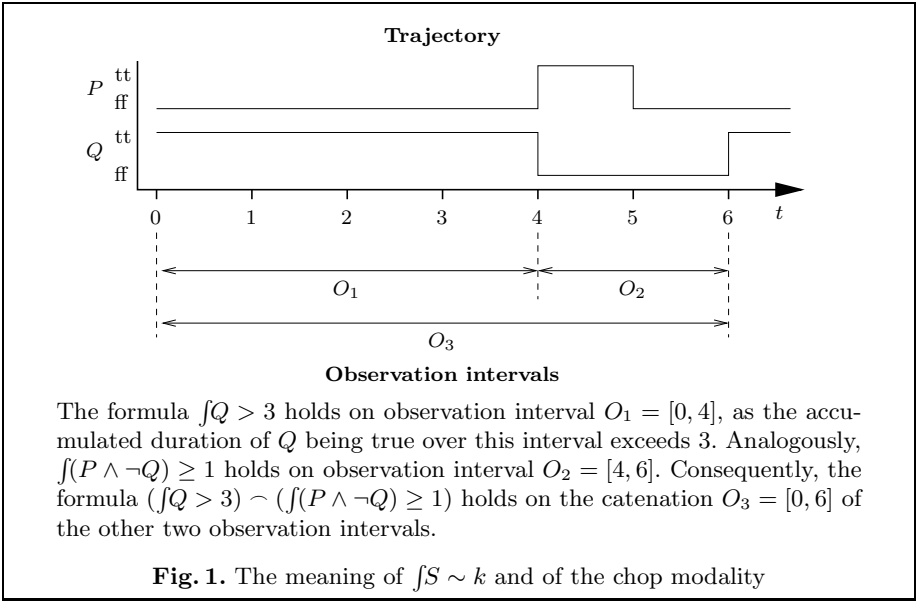 Trajectory
tt
P
ff
tt
Q
ff
0 1 2 3 4 5 6 t
O₁ O₂
O₃
Observation intervals
The formula ∫Q > 3 holds on observation interval O₁ = [0, 4], as the accu-
mulated duration of Q being true over this interval exceeds 3. Analogously,
∫(P ∧ ¬Q) ≥ 1 holds on observation interval O₂ = [4, 6]. Consequently, the
formula (∫Q > 3) ⌢ (∫(P ∧ ¬Q) ≥ 1) holds on the catenation O₃ = [0, 6] of
the other two observation intervals.
Fig. 1. The meaning of ∫S ∼ k and of the chop modality